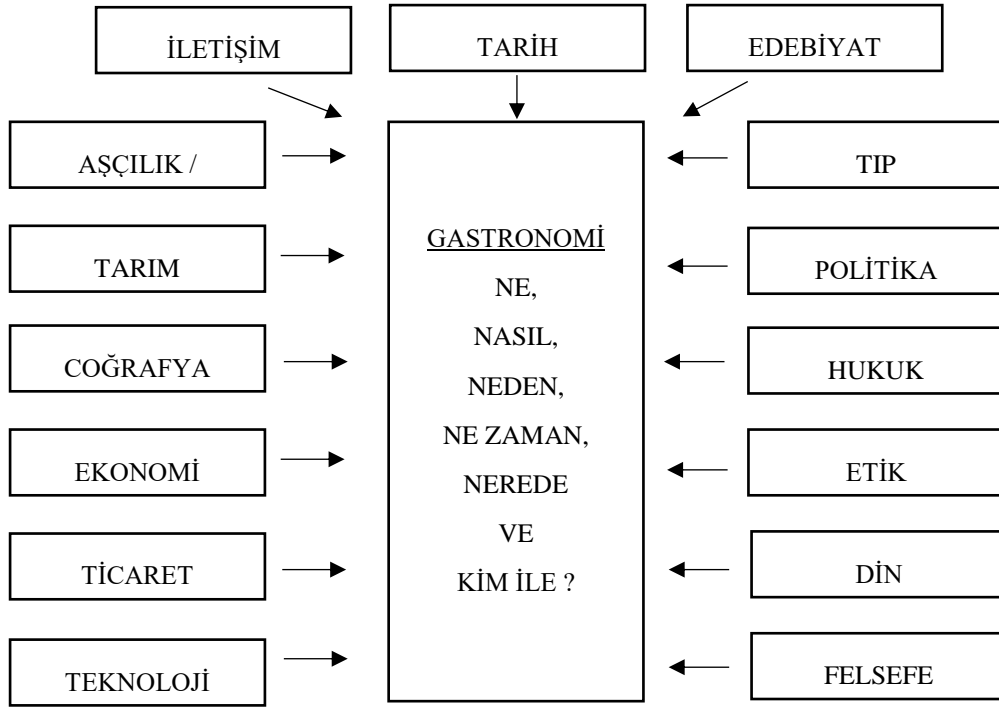 İLETİŞİM
TARİH
EDEBİYAT
AŞÇILIK /
TARIM
COĞRAFYA
EKONOMİ
TİCARET
TEKNOLOJİ
GASTRONOMİ
NE,
NASIL,
NEDEN,
NE ZAMAN,
NEREDE
VE
KİM İLE ?
TIP
POLİTİKA
HUKUK
ETİK
DİN
FELSEFE